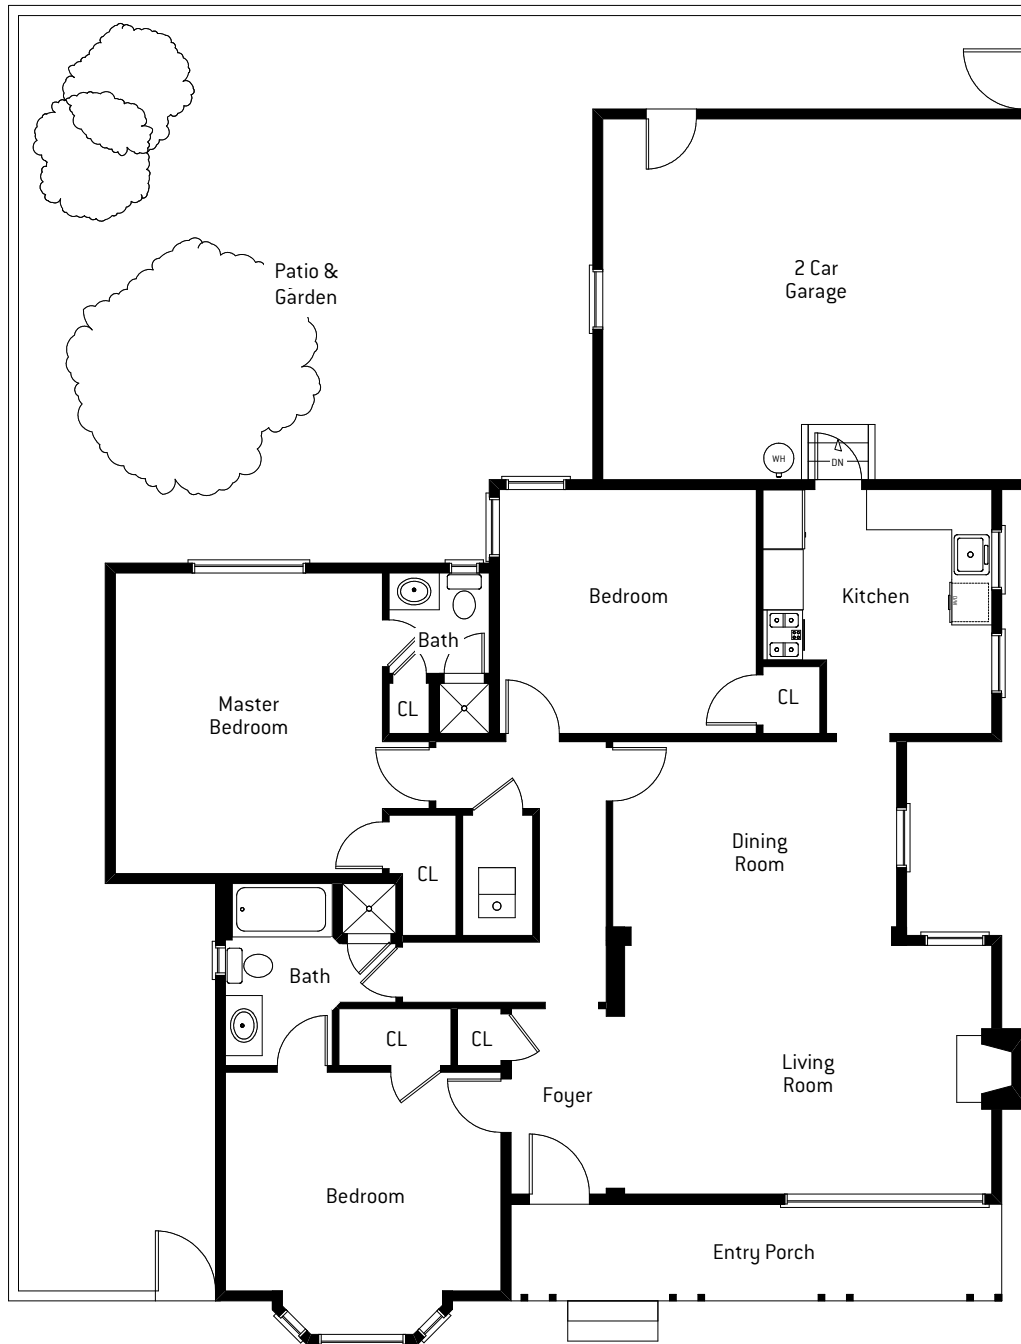 Patio &
Garden
2 Car
Garage
WH
DN
Bedroom
Kitchen
Bath
Master
Bedroom
CL
CL
Dining
Room
CL
Bath
CL
CL
Living
Room
Foyer
Bedroom
Entry Porch